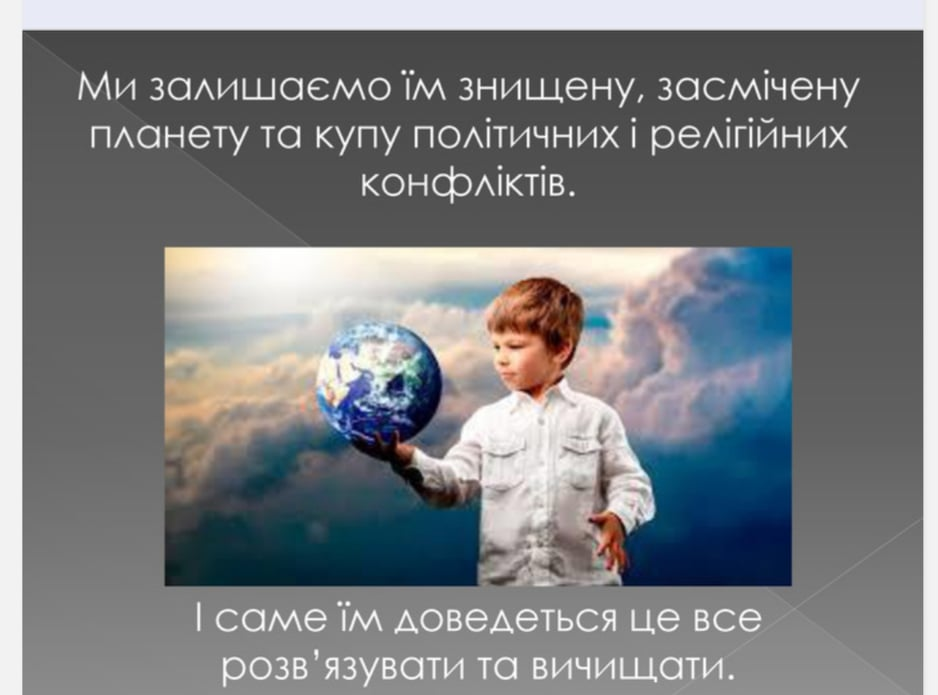 Ми залишаємо їм знищену, засмічену
планету та купу політичних і релігійних
конфліктів.
І саме їм доведеться це все
розв’язувати та вичищати.